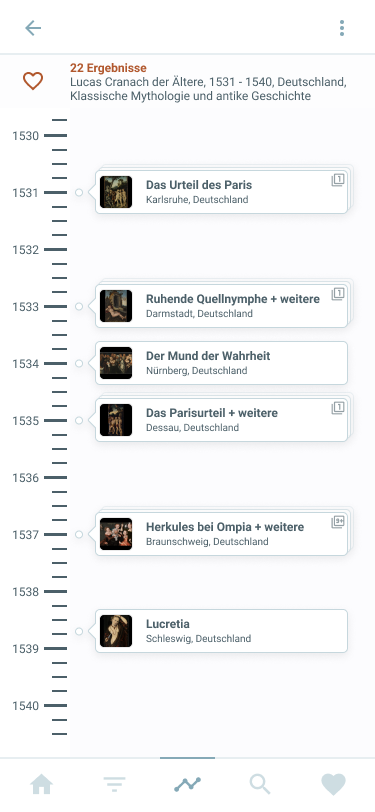 22 Ergebnisse
Lucas Cranach der Ältere, 1531 - 1540, Deutschland,
Klassische Mythologie und antike Geschichte
1530
1531
Das Urteil des Paris
Karlsruhe, Deutschland
1
1532
1533
Ruhende Quellnymphe + weitere
Darmstadt, Deutschland
1
1534
Der Mund der Wahrheit
Nürnberg, Deutschland
1535
Das Parisurteil + weitere
Dessau, Deutschland
1
1536
1537
Herkules bei Ompia + weitere
Braunschweig, Deutschland
9+
1538
Lucretia
Schleswig, Deutschland
1539
1540